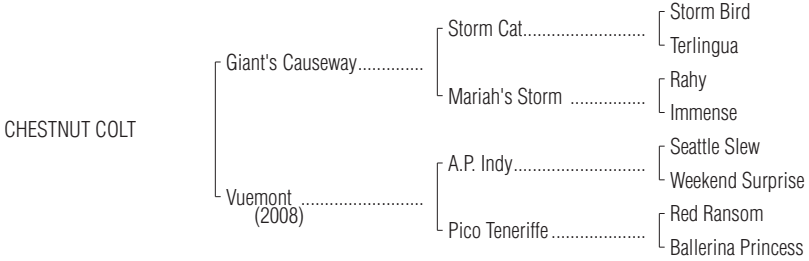 Storm Bird
Storm Cat..........................
Terlingua
Giant's Causeway..............
Rahy
Mariah's Storm ................
Immense
CHESTNUT COLT
Seattle Slew
A.P. Indy............................
Weekend Surprise
Vuemont ..........................
(2008)
Red Ransom
Pico Teneriffe ....................
Ballerina Princess